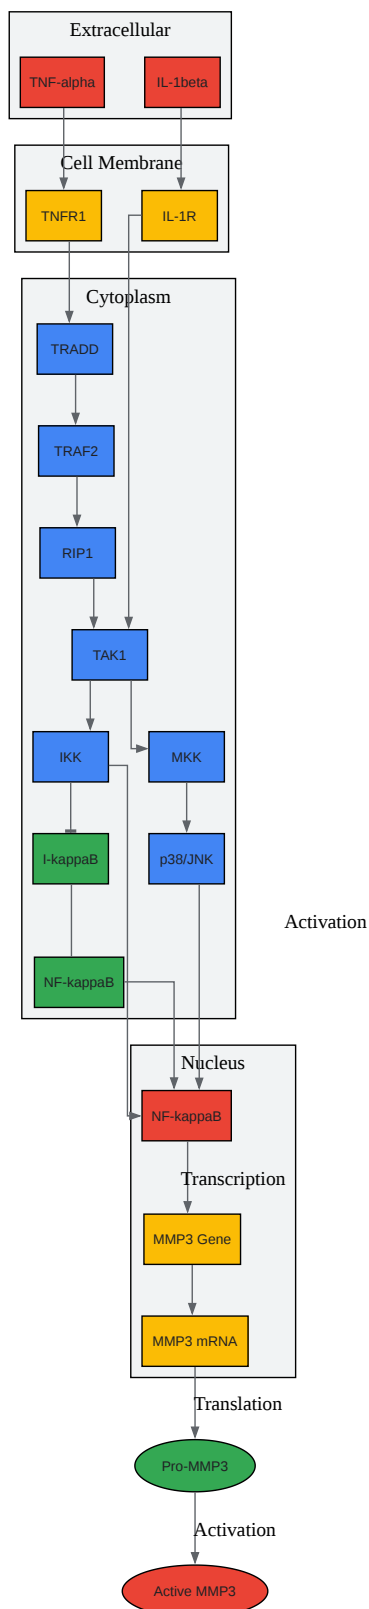 Extracellular
TNF-alpha
IL-1beta
Cell Membrane
TNFR1
IL-1R
Cytoplasm
TRADD
TRAF2
RIP1
TAK1
IKK
MKK
I-kappaB
p38/JNK
Activation
NF-kappaB
Nucleus
NF-kappaB
Transcription
MMP3 Gene
MMP3 mRNA
Translation
Pro-MMP3
Activation
Active MMP3